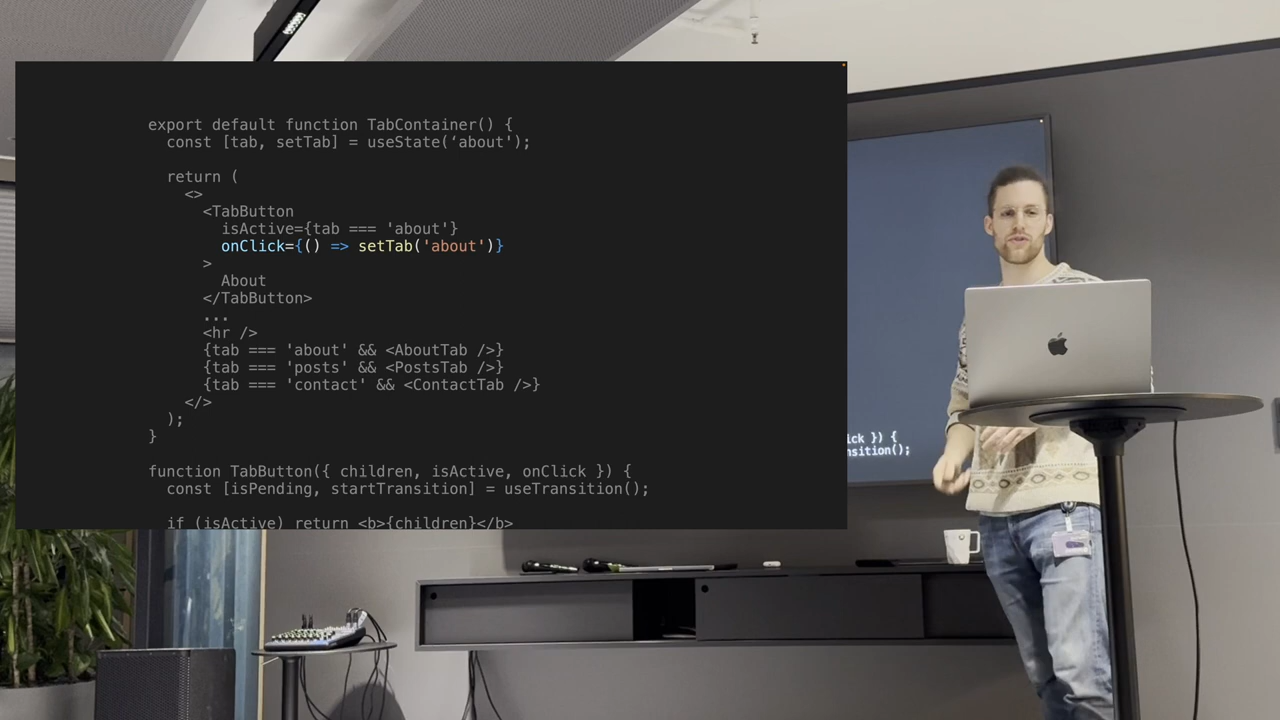 export default function TabContainer() {
  const [tab, setTab] = useState(‘about');

  return (
    <>
      <TabButton
        isActive={tab === 'about'}
        onClick={() => setTab('about')}
      >
        About
      </TabButton>
      ...
      <hr />
      {tab === 'about' && <AboutTab />}
      {tab === 'posts' && <PostsTab />}
      {tab === 'contact' && <ContactTab />}
    </>
  );
}

function TabButton({ children, isActive, onClick }) {
  const [isPending, startTransition] = useTransition();

  if (isActive) return <b>{children}</b>
ick }) {
nsition();